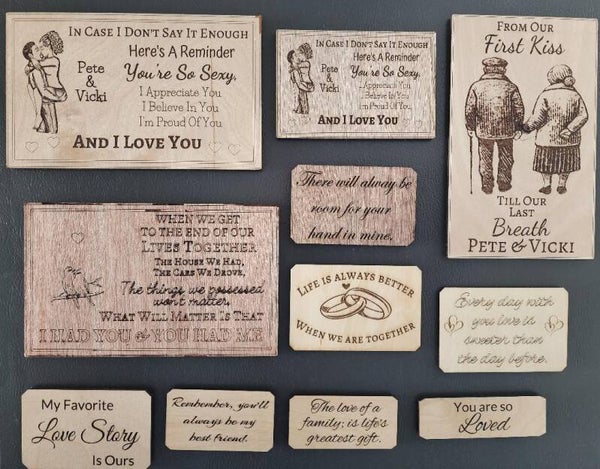 IN CASE I DON'T SAY IT ENOUGH
Here's A Reminder
Pete
&
Vicki
You're So Sexy,
I Appreciate You
I Believe In You
I'm Proud Of You
AND I LOVE YOU
IN CASE I DON'T SAY IT ENOUGH
Here's A Reminder
Pete
&
Vicki
You're So Sexy,
I Appreciate You
I Believe In You
I'm Proud Of You
AND I LOVE YOU
FROM OUR
First Kiss
TILL OUR
LAST
Breath
PETE & VICKI
There will alway be
room for your
hand in mine.
WHEN WE GET
TO THE END OF OUR
LIVES TOGETHER
THE HOUSE WE HAD,
THE CARS WE DROVE,
The things we possessed
won't matter,
WHAT WILL MATTER IS THAT
I HAD YOU & YOU HAD ME
LIFE IS ALWAYS BETTER
WHEN WE ARE TOGETHER
Every day with
you love is
sweeter than
the day before.
My Favorite
Love Story
Is Ours
Remember, you'll
always be my
best friend.
The love of a
family; is life's
greatest gift.
You are so
Loved